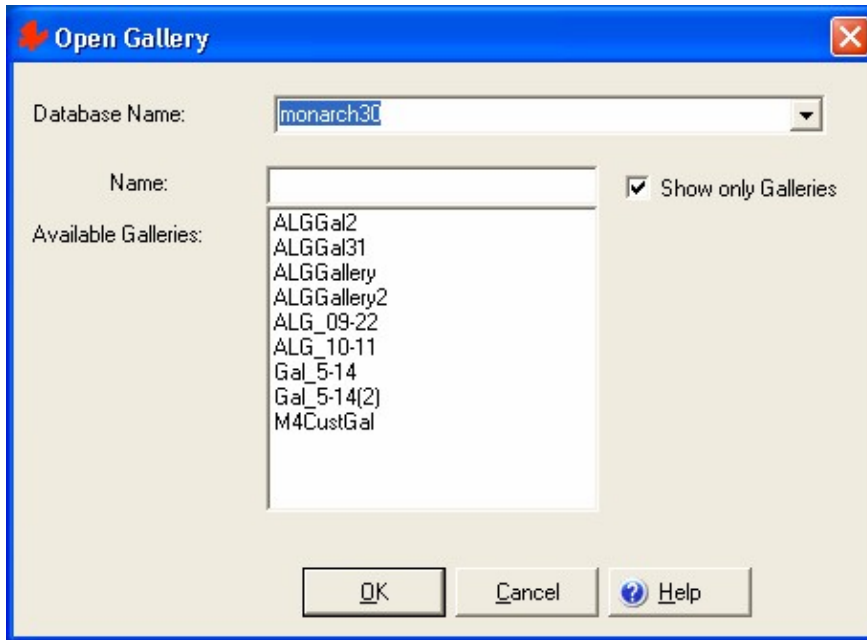 Open Gallery
Database Name:
monarch30
Name:
Show only Galleries
Available Galleries:
ALGGal2
ALGGal31
ALGGallery
ALGGallery2
ALG_09-22
ALG_10-11
Gal_5-14
Gal_5-14(2)
M4CustGal
OK
Cancel
Help